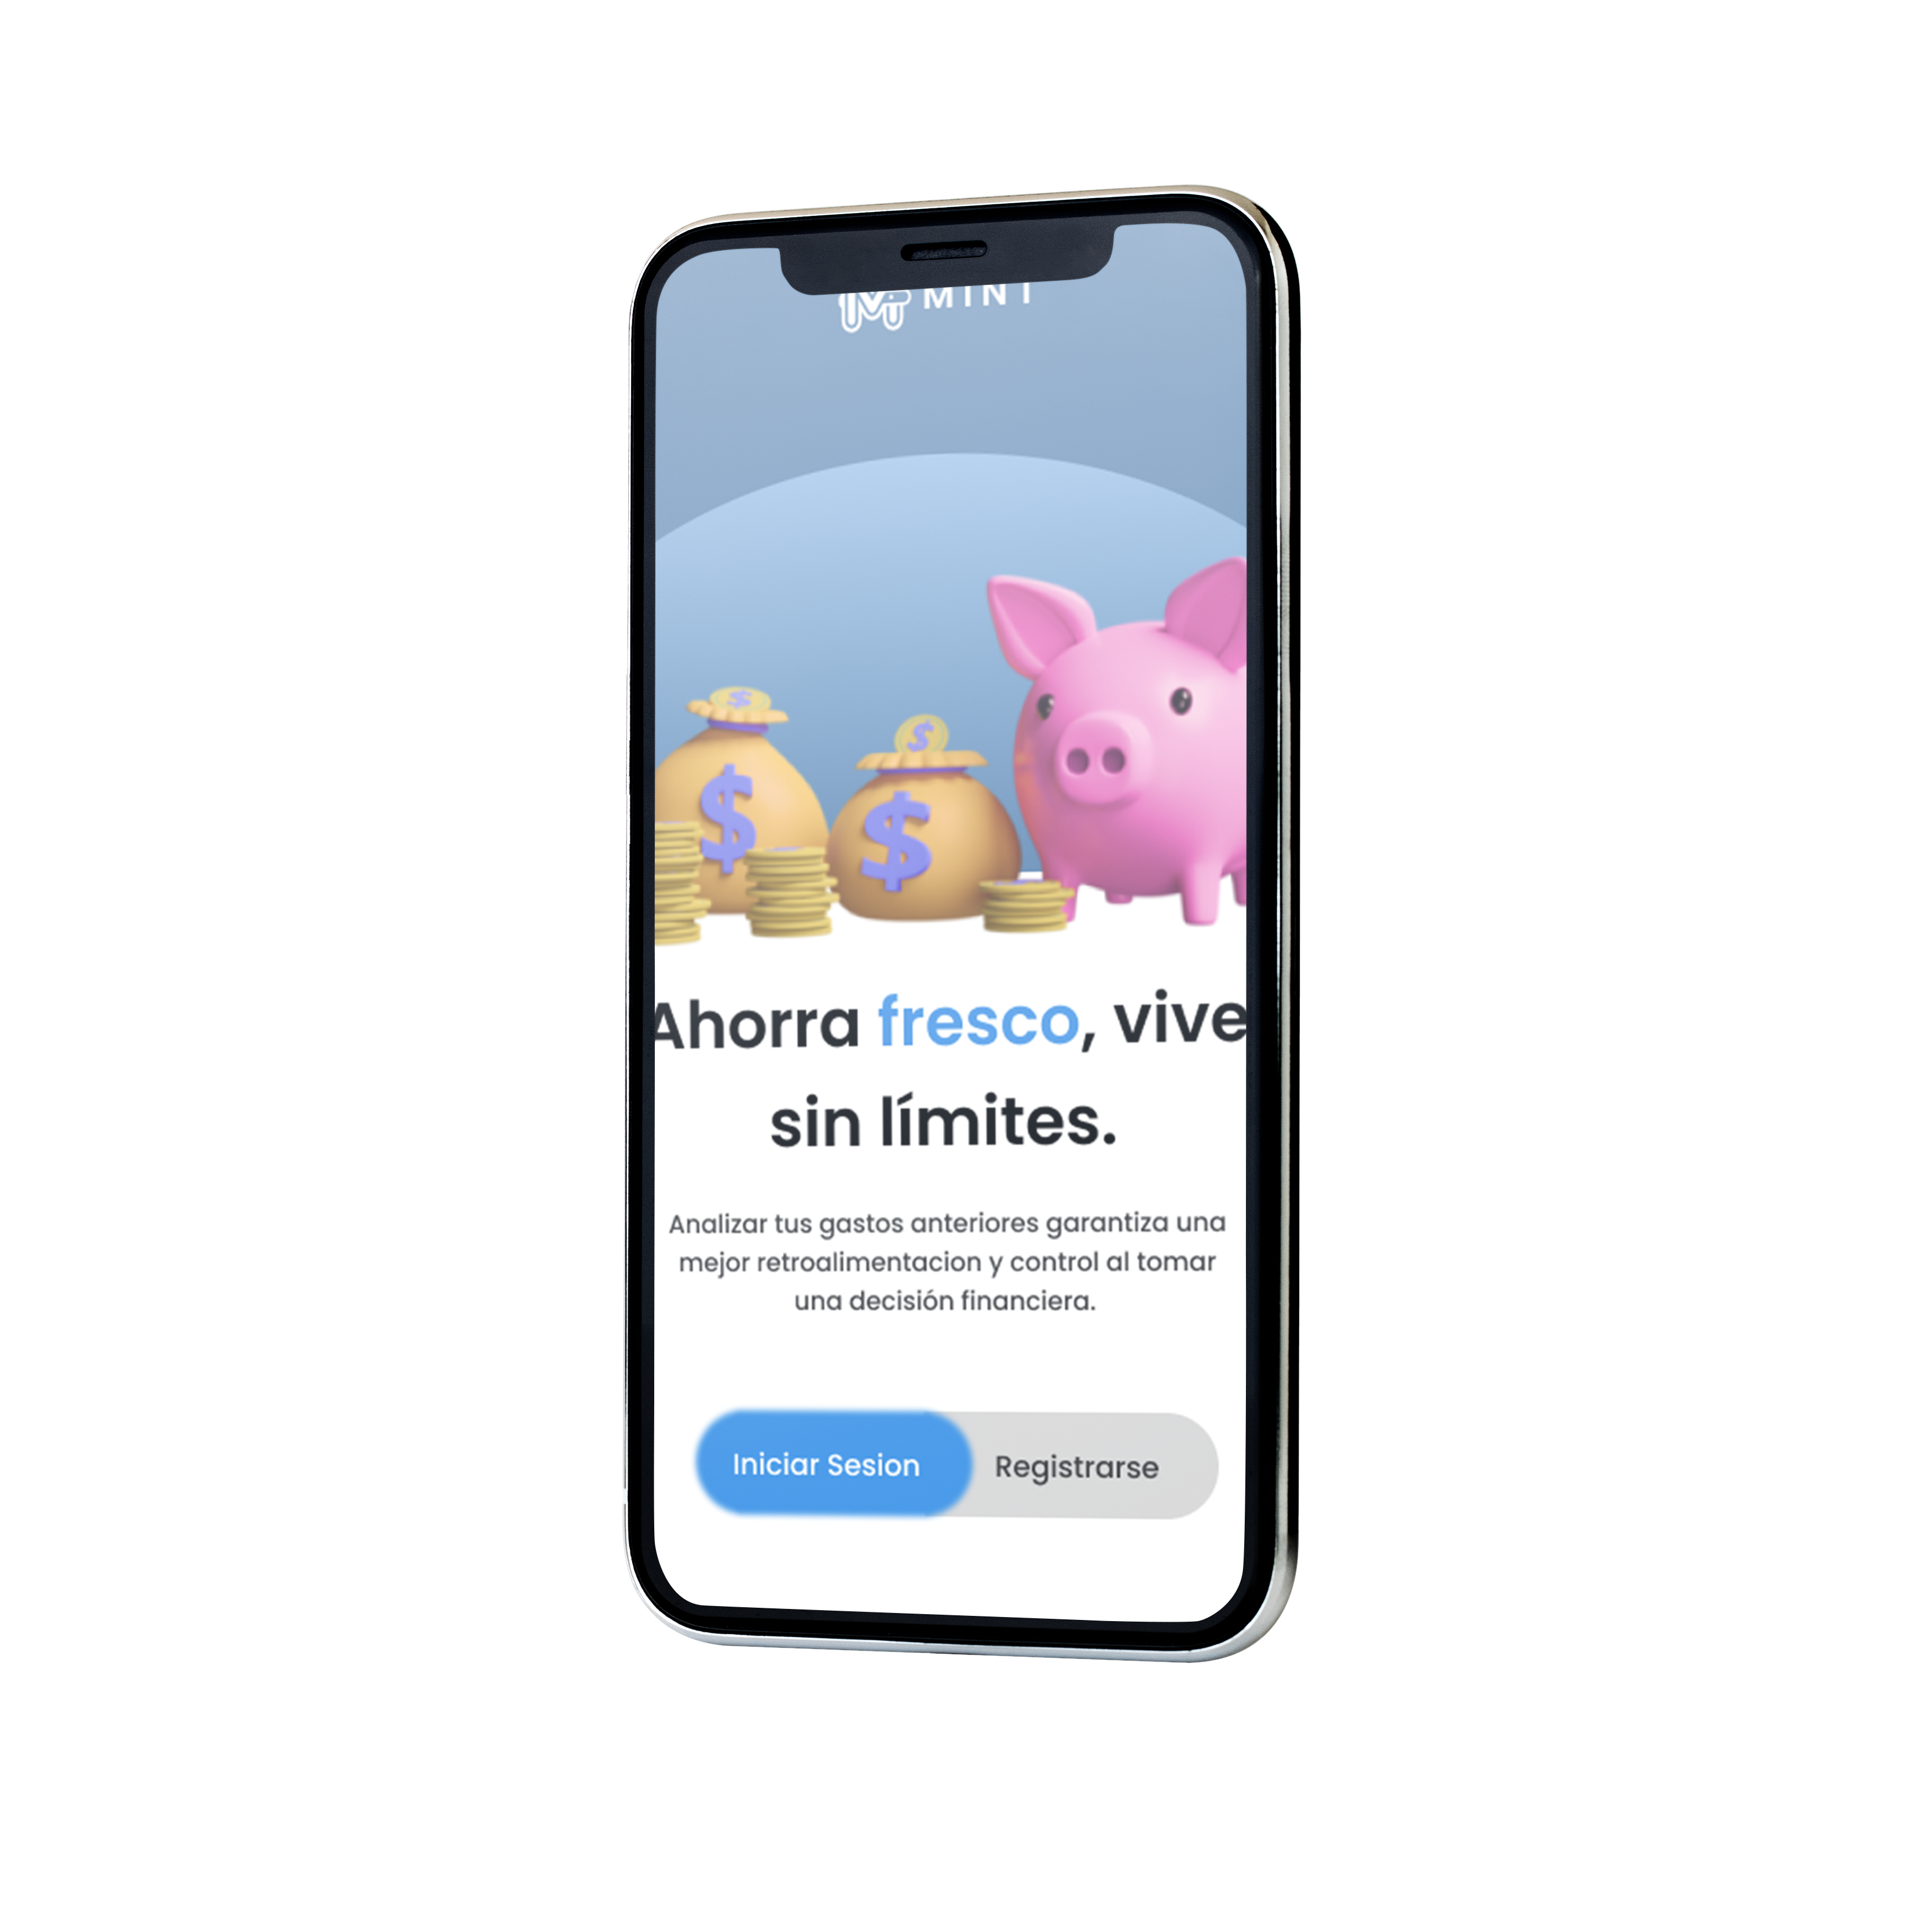 MINT
$
$
$
$
Ahorra fresco, vive
sin límites.
Analizar tus gastos anteriores garantiza una
mejor retroalimentacion y control al tomar
una decisión financiera.
Iniciar Sesion Registrarse